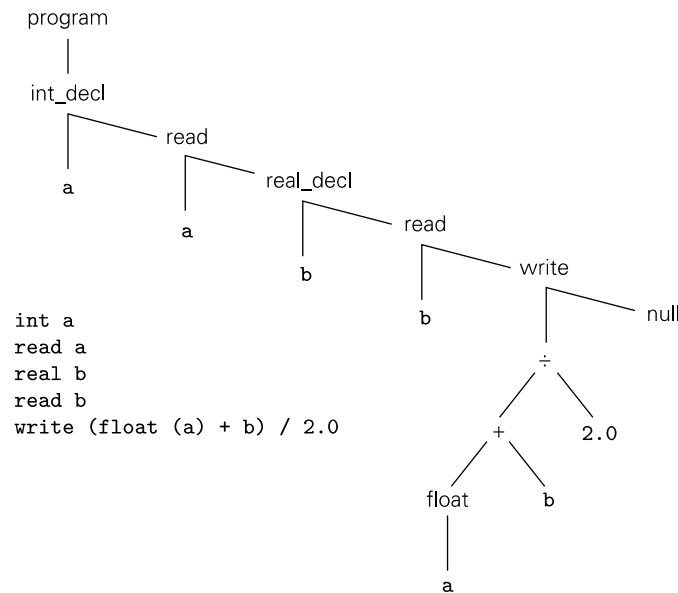 program
int_decl
read
a
real_decl
a
read
b
write
b
null
int a
read a
real b
read b
write (float (a) + b) / 2.0
÷
+
2.0
float
b
a